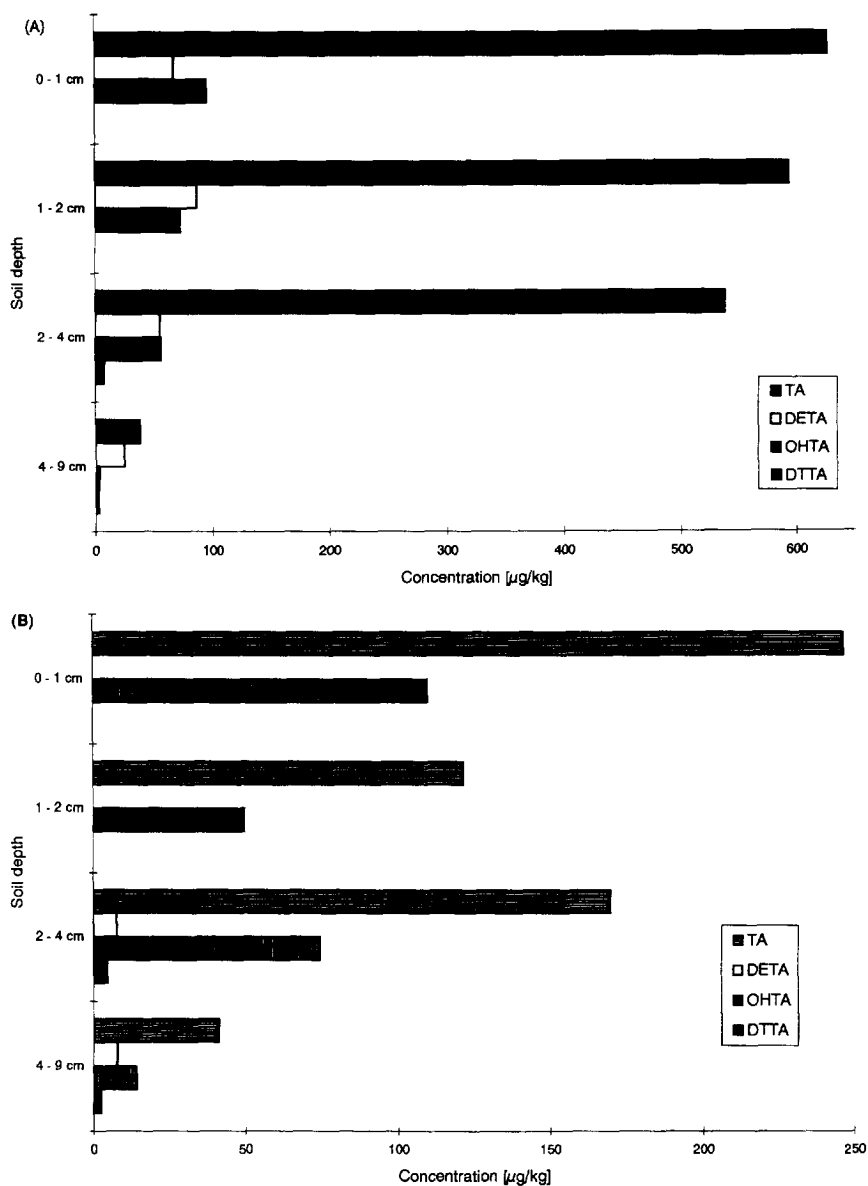 (A)
0 - 1 cm
1 - 2 cm
Soil depth
2 - 4 cm
4 - 9 cm
TA
DETA
OHTA
DTTA
0 100 200 300 400 500 600
Concentration [µg/kg]
(B)
0 - 1 cm
1 - 2 cm
Soil depth
2 - 4 cm
4 - 9 cm
TA
DETA
OHTA
DTTA
0 50 100 150 200 250
Concentration [µg/kg]